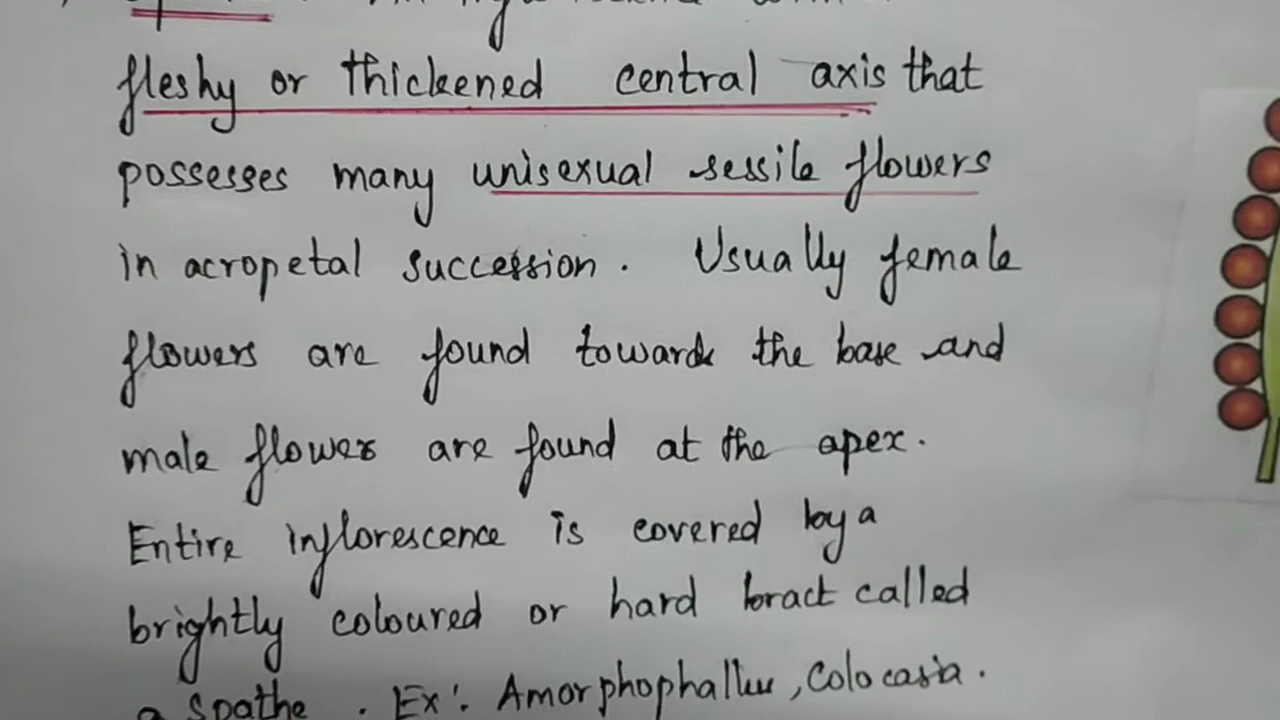 fleshy or thickened central axis that
possesses many unisexual sessile flowers
in acropetal succession. Usually female
flowers are found towards the base and
male flower are found at the apex.
Entire inflorescence is covered by a
brightly coloured or hard bract called
a spathe. Ex: Amorphophallus, Colocasia.